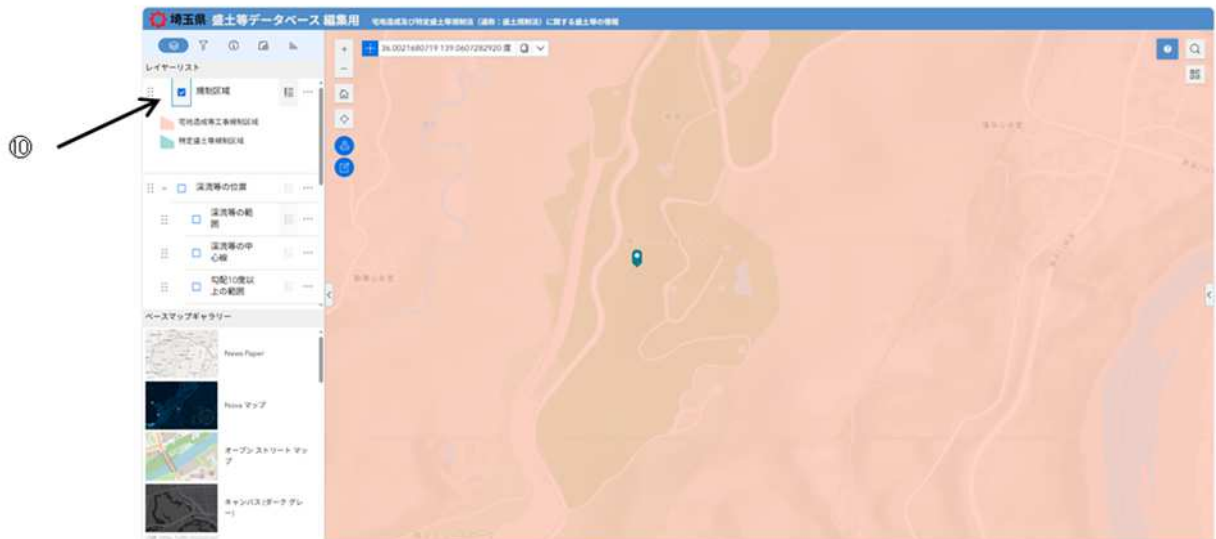 ⑩
埼玉県 盛土等データベース 編集用 宅地造成及び特定盛土等規制法（通称：盛土規制法）に関する盛土等の情報
レイヤーリスト
規制区域
宅地造成等工事規制区域
特定盛土等規制区域
渓流等の位置
渓流等の範
囲
渓流等の中
心線
勾配10度以
上の範囲
ベースマップギャラリー
Nova マップ
オープン ストリート マッ
プ
キャンバス (ダーク グレ
ー)
36.0021680719 139.0607282920 度